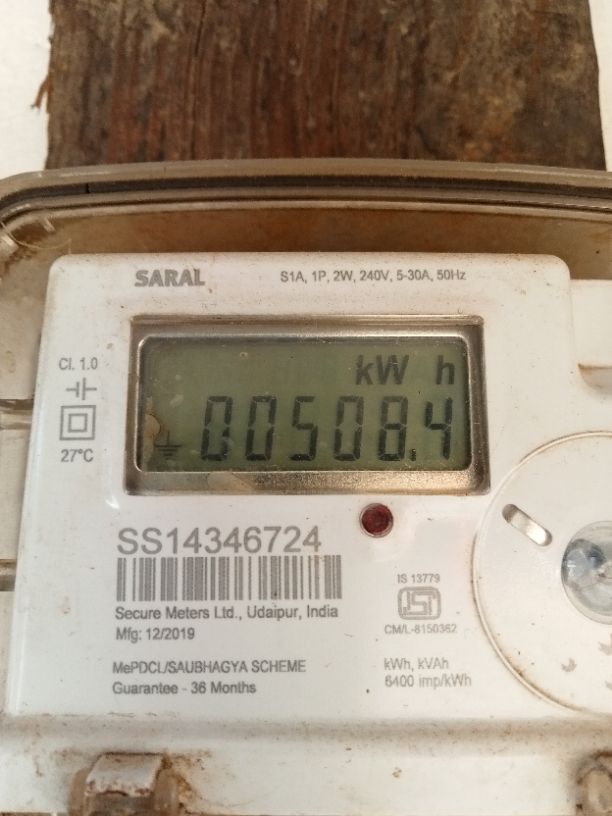 SARAL
S1A, 1P, 2W, 240V, 5-30A, 50Hz
Cl. 1.0
27°C
kW h
00508.4
SS14346724
Secure Meters Ltd., Udaipur, India
Mfg: 12/2019
MePDCL/SAUBHAGYA SCHEME
Guarantee - 36 Months
IS 13779
ISI
CM/L-8150362
kWh, kVAh
6400 imp/kWh